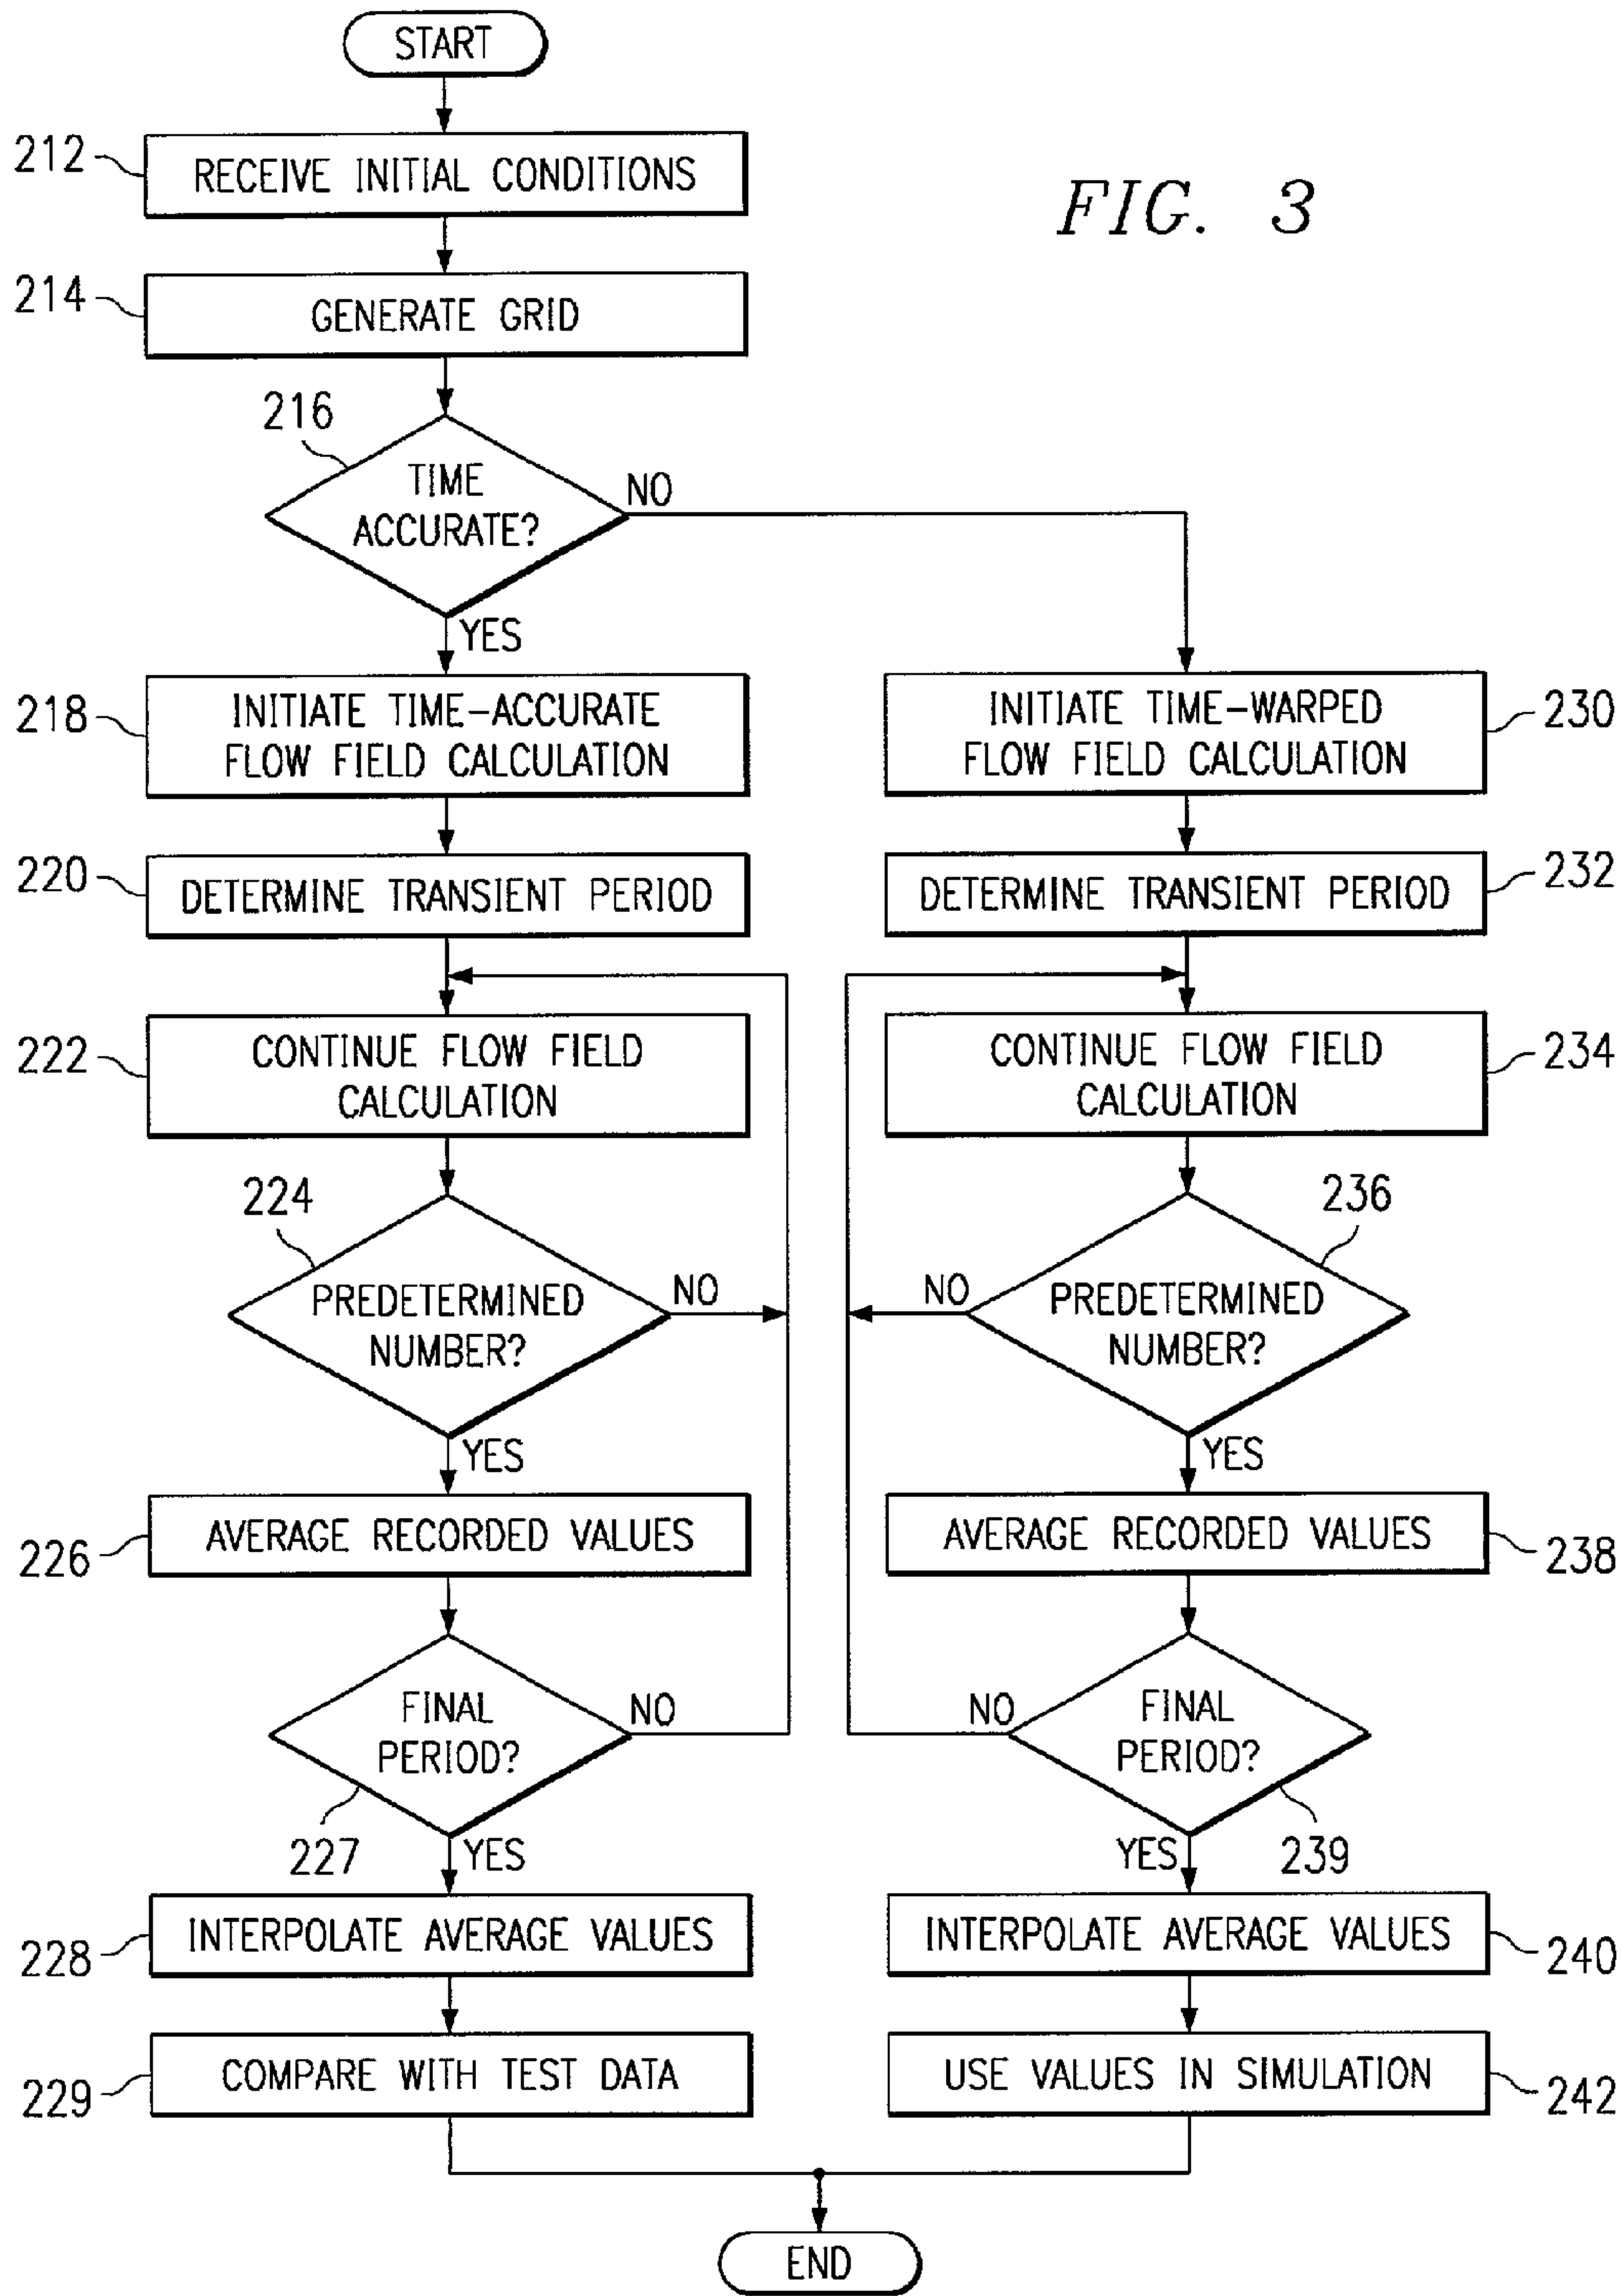 START
212
RECEIVE INITIAL CONDITIONS
FIG. 3
214
GENERATE GRID
216
TIME
ACCURATE?
NO
YES
218
INITIATE TIME-ACCURATE
FLOW FIELD CALCULATION
INITIATE TIME-WARPED
FLOW FIELD CALCULATION
230
220
DETERMINE TRANSIENT PERIOD
DETERMINE TRANSIENT PERIOD
232
222
CONTINUE FLOW FIELD
CALCULATION
CONTINUE FLOW FIELD
CALCULATION
234
224
PREDETERMINED
NUMBER?
NO
YES
236
NO
PREDETERMINED
NUMBER?
YES
226
AVERAGE RECORDED VALUES
AVERAGE RECORDED VALUES
238
FINAL
PERIOD?
NO
227
YES
NO
FINAL
PERIOD?
239
YES
228
INTERPOLATE AVERAGE VALUES
INTERPOLATE AVERAGE VALUES
240
229
COMPARE WITH TEST DATA
USE VALUES IN SIMULATION
242
END